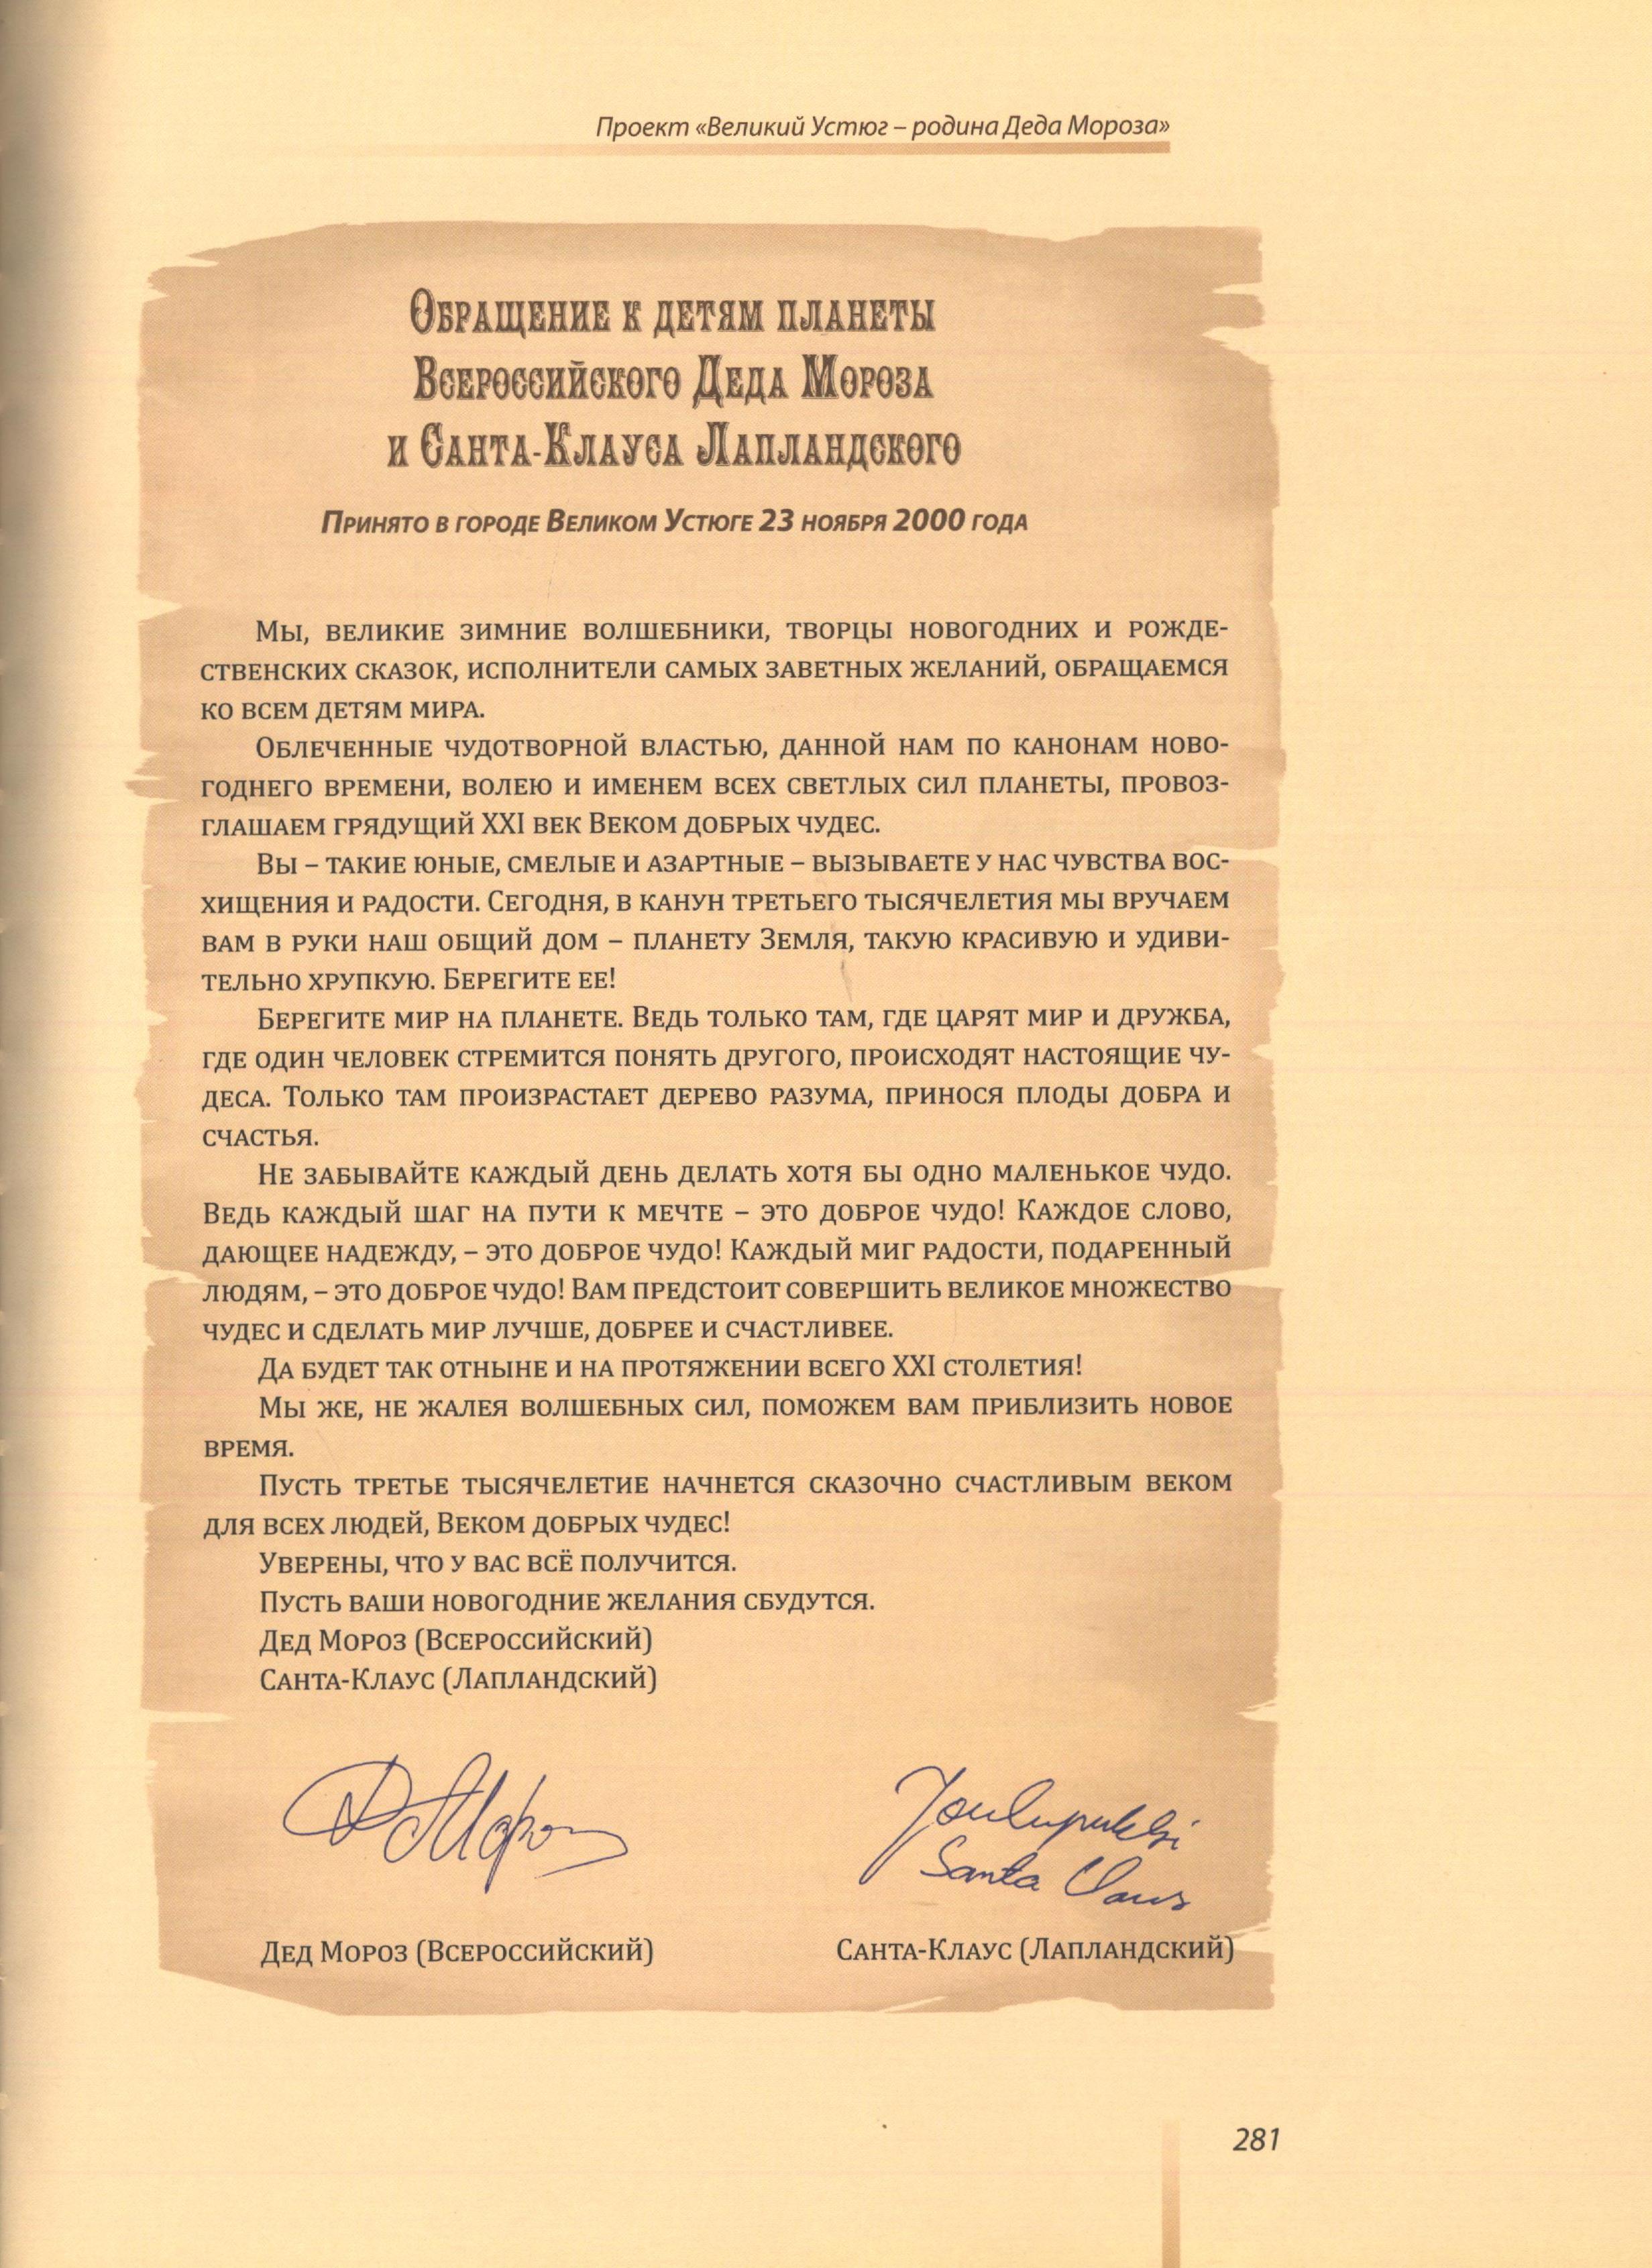 Проект «Великий Устюг – родина Деда Мороза»
Обращение к детям планеты
Всероссийского Деда Мороза
и Санта-Клауса Лапландского
Принято в городе Великом Устюге 23 ноября 2000 года
Мы, великие зимние волшебники, творцы новогодних и рожде-
ственских сказок, исполнители самых заветных желаний, обращаемся
ко всем детям мира.
Облеченные чудотворной властью, данной нам по канонам ново-
годнего времени, волею и именем всех светлых сил планеты, провоз-
глашаем грядущий XXI век Веком добрых чудес.
Вы – такие юные, смелые и азартные – вызываете у нас чувства вос-
хищения и радости. Сегодня, в канун третьего тысячелетия мы вручаем
вам в руки наш общий дом – планету Земля, такую красивую и удиви-
тельно хрупкую. Берегите ее!
Берегите мир на планете. Ведь только там, где царят мир и дружба,
где один человек стремится понять другого, происходят настоящие чу-
деса. Только там произрастает дерево разума, принося плоды добра и
счастья.
Не забывайте каждый день делать хотя бы одно маленькое чудо.
Ведь каждый шаг на пути к мечте – это доброе чудо! Каждое слово,
дающее надежду, – это доброе чудо! Каждый миг радости, подаренный
людям, – это доброе чудо! Вам предстоит совершить великое множество
чудес и сделать мир лучше, добрее и счастливее.
Да будет так отныне и на протяжении всего XXI столетия!
Мы же, не жалея волшебных сил, поможем вам приблизить новое
время.
Пусть третье тысячелетие начнется сказочно счастливым веком
для всех людей, Веком добрых чудес!
Уверены, что у вас всё получится.
Пусть ваши новогодние желания сбудутся.
Дед Мороз (Всероссийский)
Санта-Клаус (Лапландский)
Joulupukki
Santa Claus
Дед Мороз (Всероссийский)
Санта-Клаус (Лапландский)
281